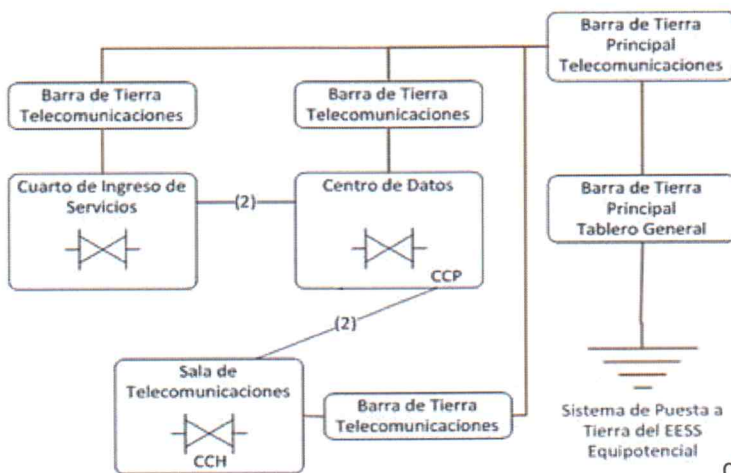 Barra de Tierra
Principal
Telecomunicaciones
Barra de Tierra
Telecomunicaciones
Barra de Tierra
Telecomunicaciones
Cuarto de Ingreso de
Servicios
(2)
Centro de Datos
CCP
Barra de Tierra
Principal
Tablero General
(2)
Sala de
Telecomunicaciones
CCH
Barra de Tierra
Telecomunicaciones
Sistema de Puesta a
Tierra del EESS
Equipotencial